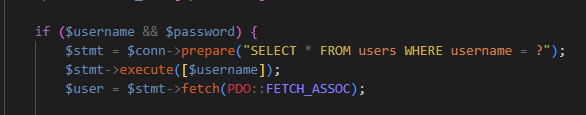 if ($username && $password) {
$stmt = $conn->prepare("SELECT * FROM users WHERE username = ?");
$stmt->execute([$username]);
$user = $stmt->fetch(PDO::FETCH_ASSOC);